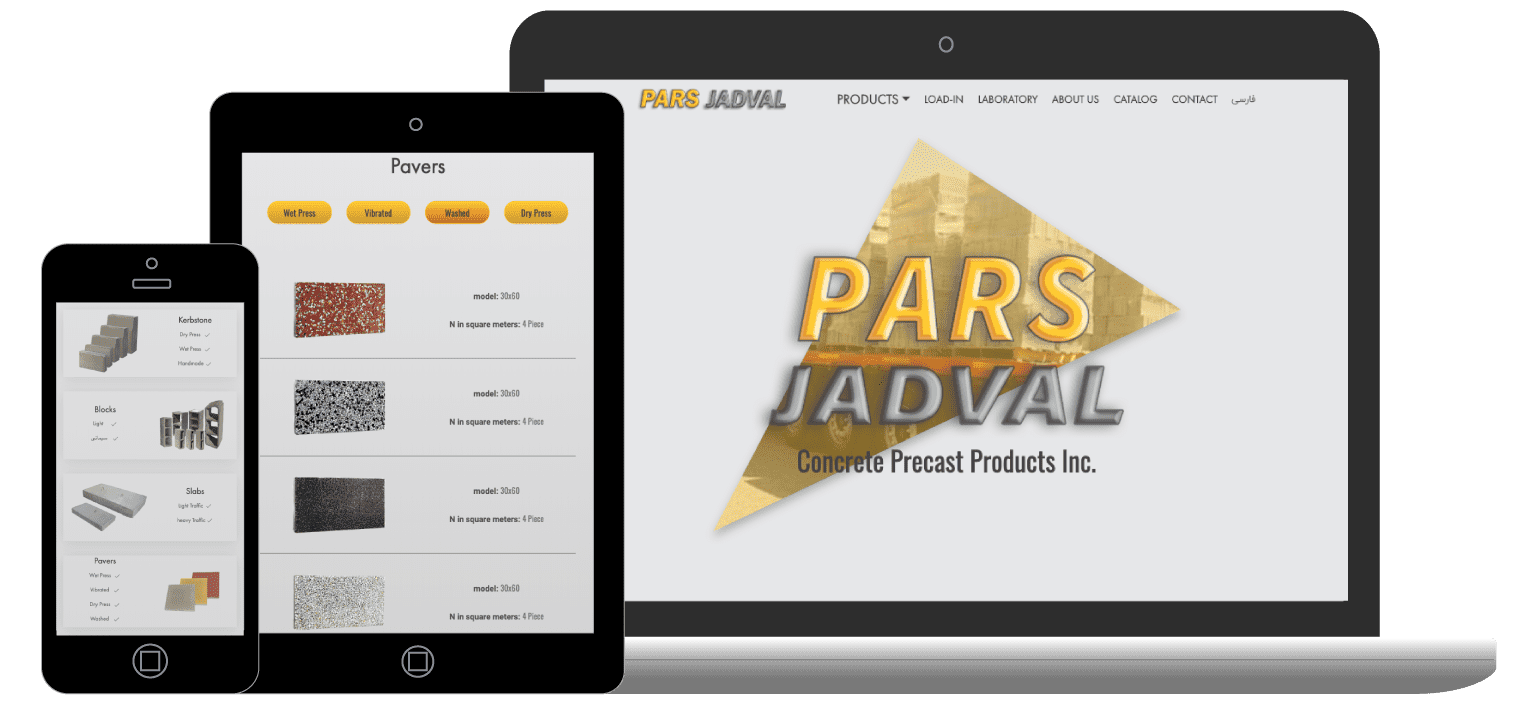 PARS JADVAL
PRODUCTS LOAD-IN LABORATORY ABOUT US CATALOG CONTACT فارسی
PARS
JADVAL
Concrete Precast Products Inc.
Pavers
Wet Press Vibrated Washed Dry Press
model: 30x60
N in square meters: 4 Piece
model: 30x60
N in square meters: 4 Piece
model: 30x60
N in square meters: 4 Piece
model: 30x60
N in square meters: 4 Piece
Kerbstone
Dry Press
Wet Press
Handmade
Blocks
Light
Slabs
Light Traffic
heavy Traffic
Pavers
Wet Press
Vibrated
Dry Press
Washed